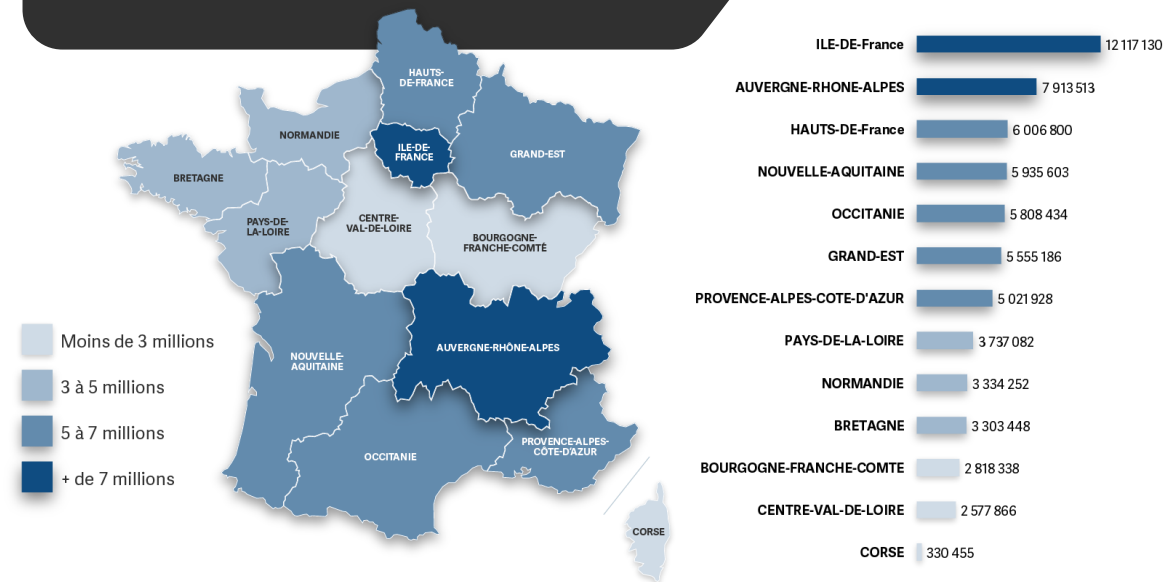 HAUTS-
DE-FRANCE
NORMANDIE
ILE-DE-
FRANCE
GRAND-EST
BRETAGNE
PAYS-DE-
LA-LOIRE
CENTRE-
VAL-DE-LOIRE
BOURGOGNE-
FRANCHE-COMTÉ
NOUVELLE-
AQUITAINE
AUVERGNE-RHÔNE-ALPES
OCCITANIE
PROVENCE-ALPES-
CÔTE-D'AZUR
CORSE
Moins de 3 millions
3 à 5 millions
5 à 7 millions
+ de 7 millions
ILE-DE-France 12 117 130
AUVERGNE-RHONE-ALPES 7 913 513
HAUTS-DE-France 6 006 800
NOUVELLE-AQUITAINE 5 935 603
OCCITANIE 5 808 434
GRAND-EST 5 555 186
PROVENCE-ALPES-COTE-D'AZUR 5 021 928
PAYS-DE-LA-LOIRE 3 737 082
NORMANDIE 3 334 252
BRETAGNE 3 303 448
BOURGOGNE-FRANCHE-COMTE 2 818 338
CENTRE-VAL-DE-LOIRE 2 577 866
CORSE 330 455